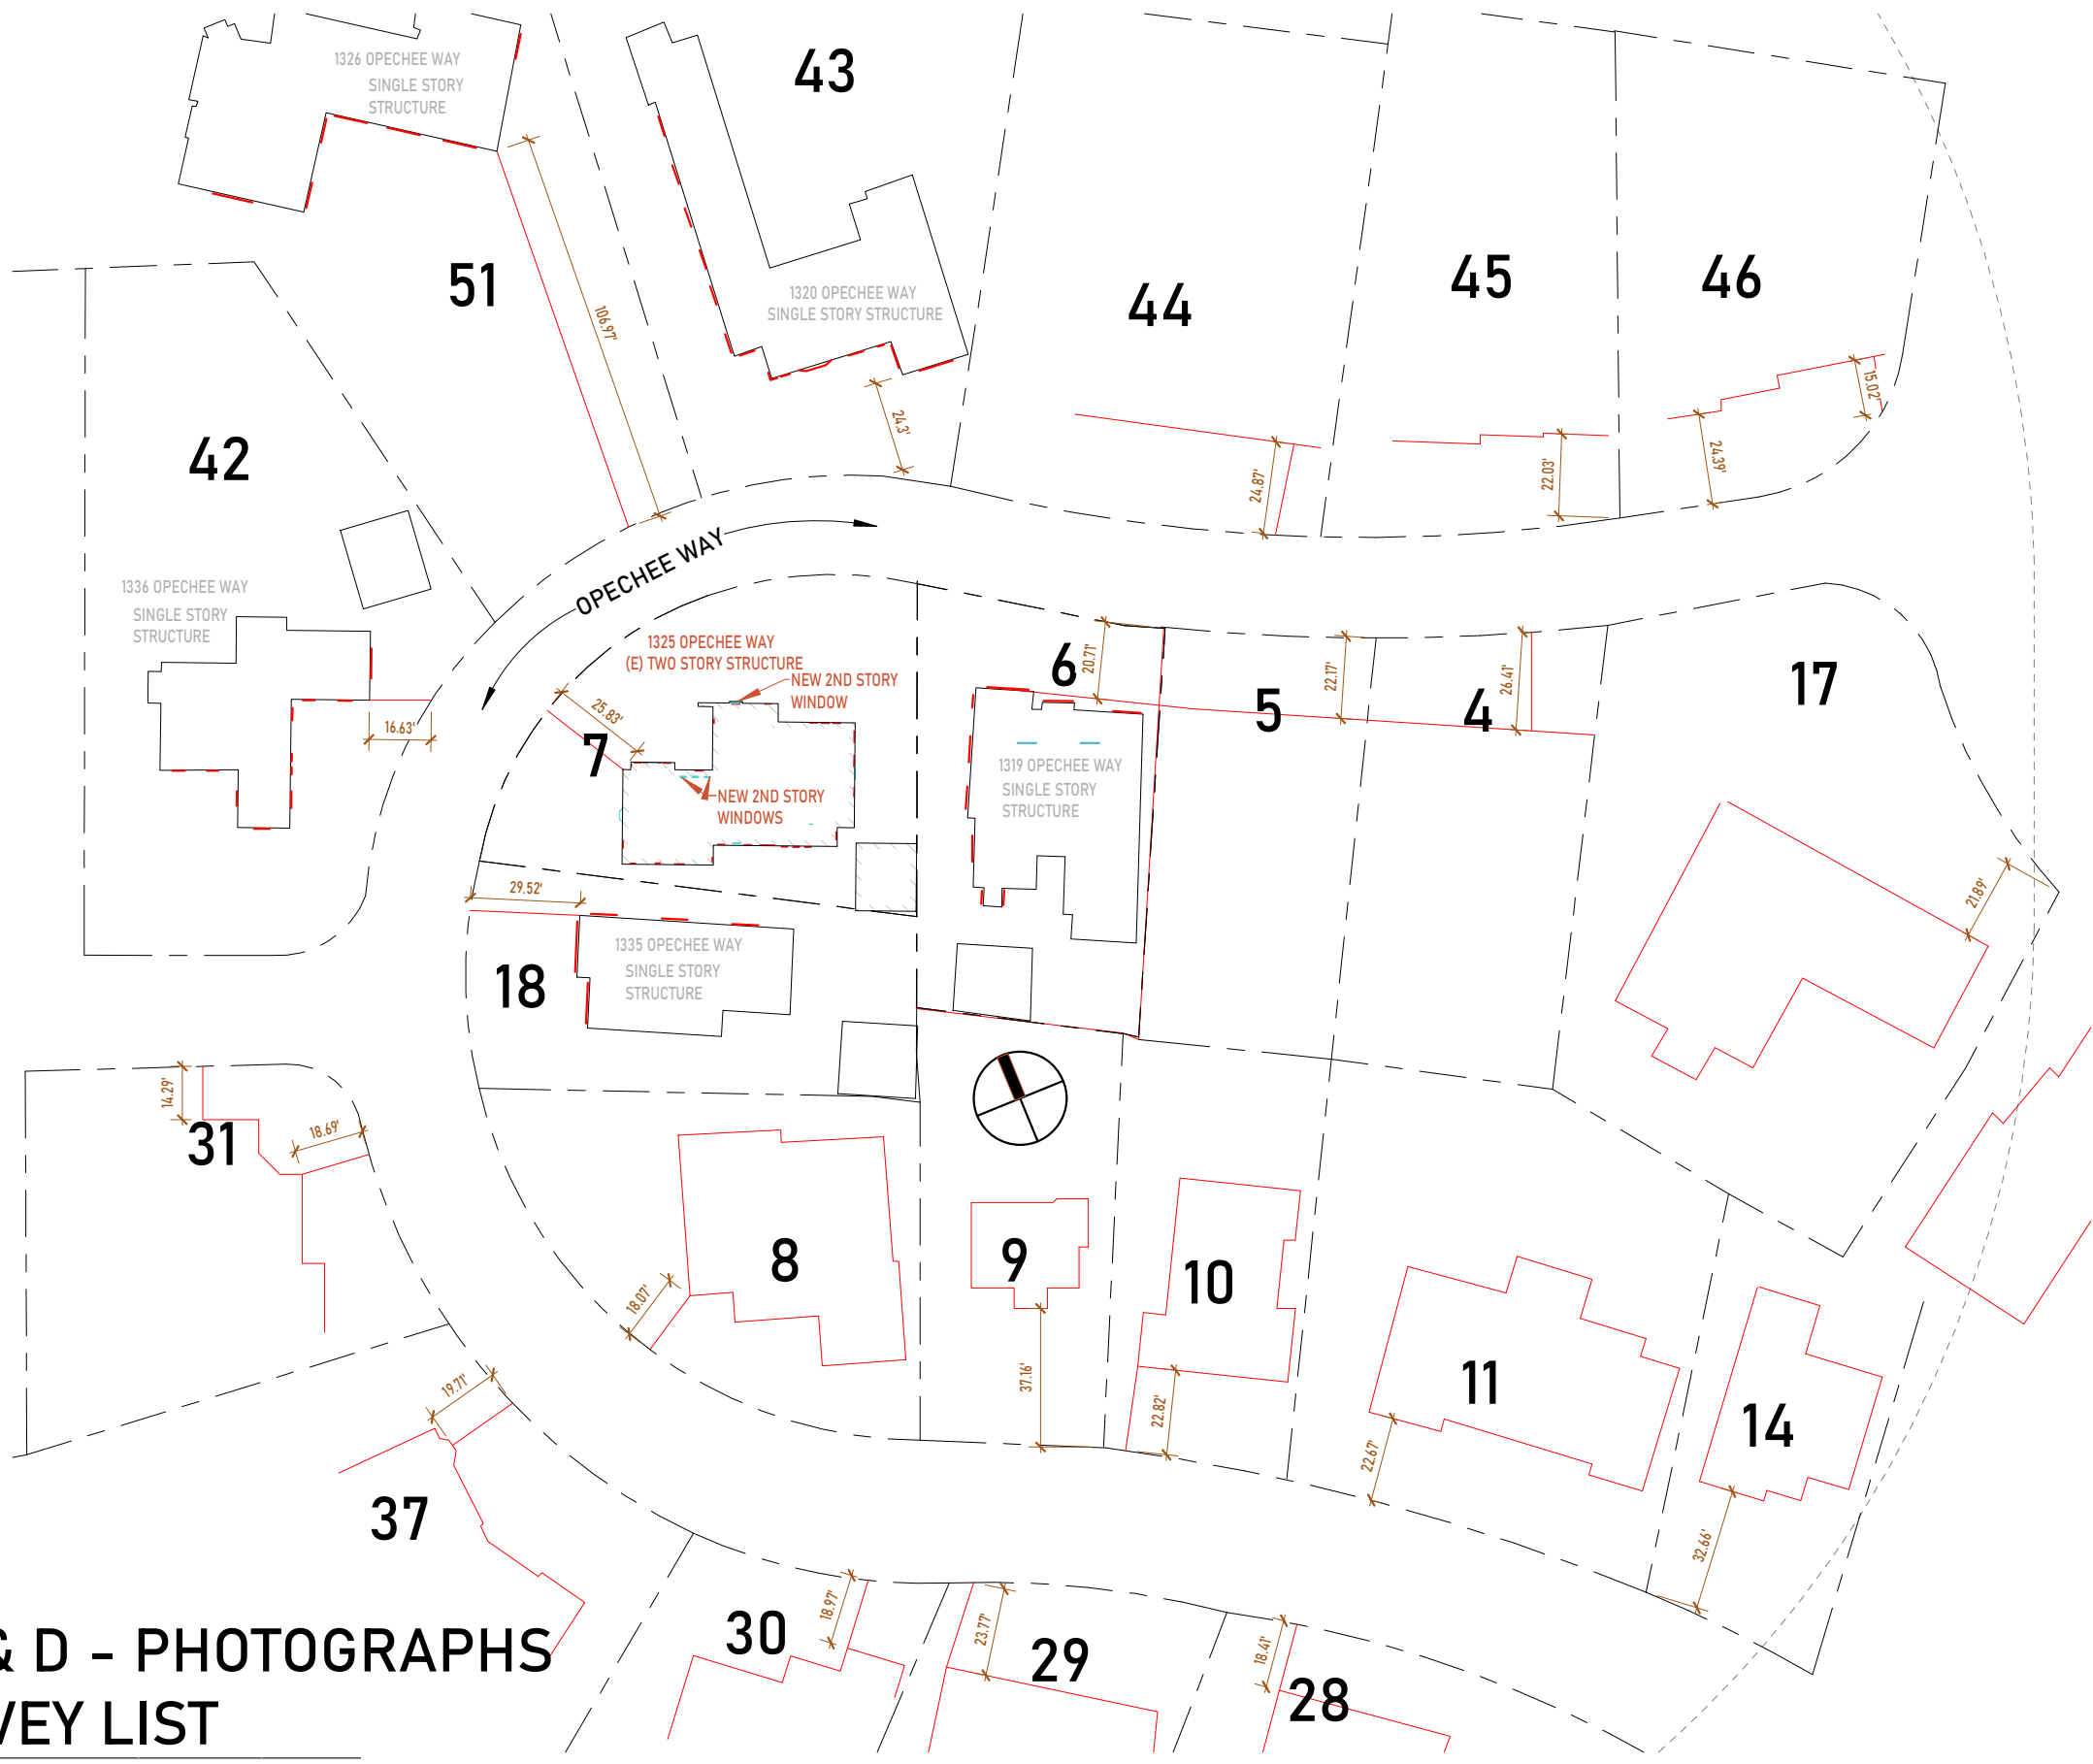 1326 OPECHEE WAY
SINGLE STORY
STRUCTURE
43
51
106.97'
1320 OPECHEE WAY
SINGLE STORY STRUCTURE
24.3'
44
45
46
15.02'
24.87'
22.03'
24.39'
42
OPECHEE WAY
1336 OPECHEE WAY
SINGLE STORY
STRUCTURE
16.63'
1325 OPECHEE WAY
(E) TWO STORY STRUCTURE
NEW 2ND STORY
WINDOW
25.83'
7
NEW 2ND STORY
WINDOWS
6
20.71'
5
22.17'
4
26.41'
17
1319 OPECHEE WAY
SINGLE STORY
STRUCTURE
21.89'
29.52'
18
1335 OPECHEE WAY
SINGLE STORY
STRUCTURE
14.29'
31
18.69'
8
18.07'
9
37.16'
10
22.82'
11
22.67'
14
32.66'
19.71'
37
30
18.97'
23.77'
29
18.41'
28
& D - PHOTOGRAPHS
VEY LIST